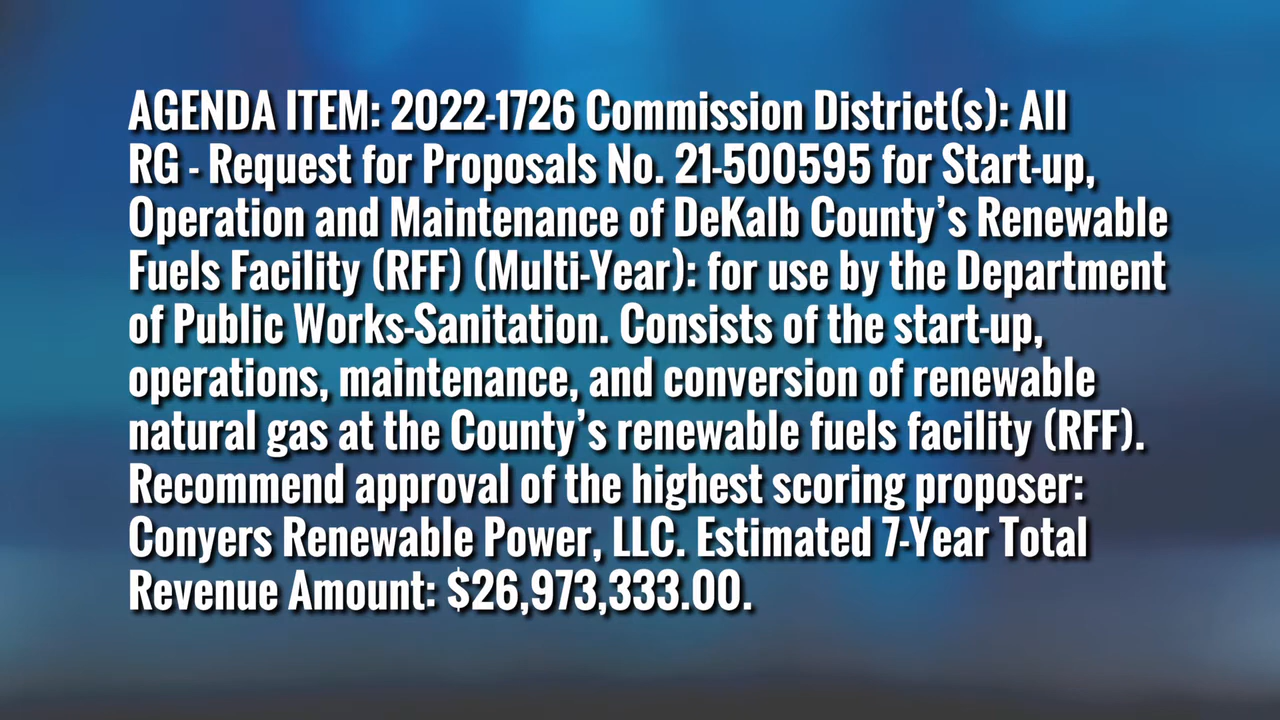 AGENDA ITEM: 2022-1726 Commission District(s): All
RG - Request for Proposals No. 21-500595 for Start-up,
Operation and Maintenance of DeKalb County’s Renewable
Fuels Facility (RFF) (Multi-Year): for use by the Department
of Public Works-Sanitation. Consists of the start-up,
operations, maintenance, and conversion of renewable
natural gas at the County’s renewable fuels facility (RFF).
Recommend approval of the highest scoring proposer:
Conyers Renewable Power, LLC. Estimated 7-Year Total
Revenue Amount: $26,973,333.00.